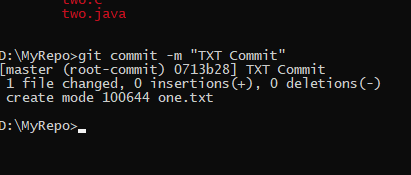 two.c
two.java
D:\MyRepo>git commit -m "TXT Commit"
[master (root-commit) 0713b28] TXT Commit
1 file changed, 0 insertions(+), 0 deletions(-)
create mode 100644 one.txt
D:\MyRepo>